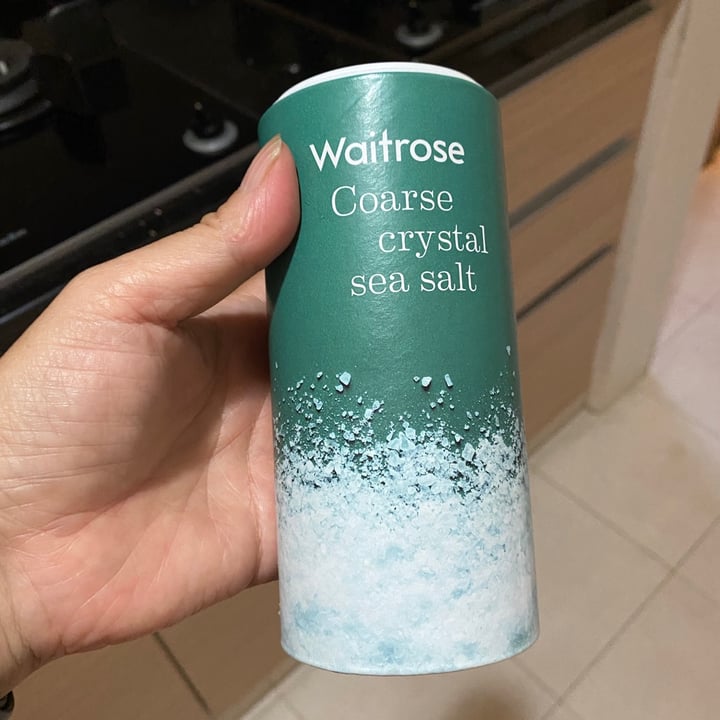 Waitrose
Coarse
crystal
sea salt